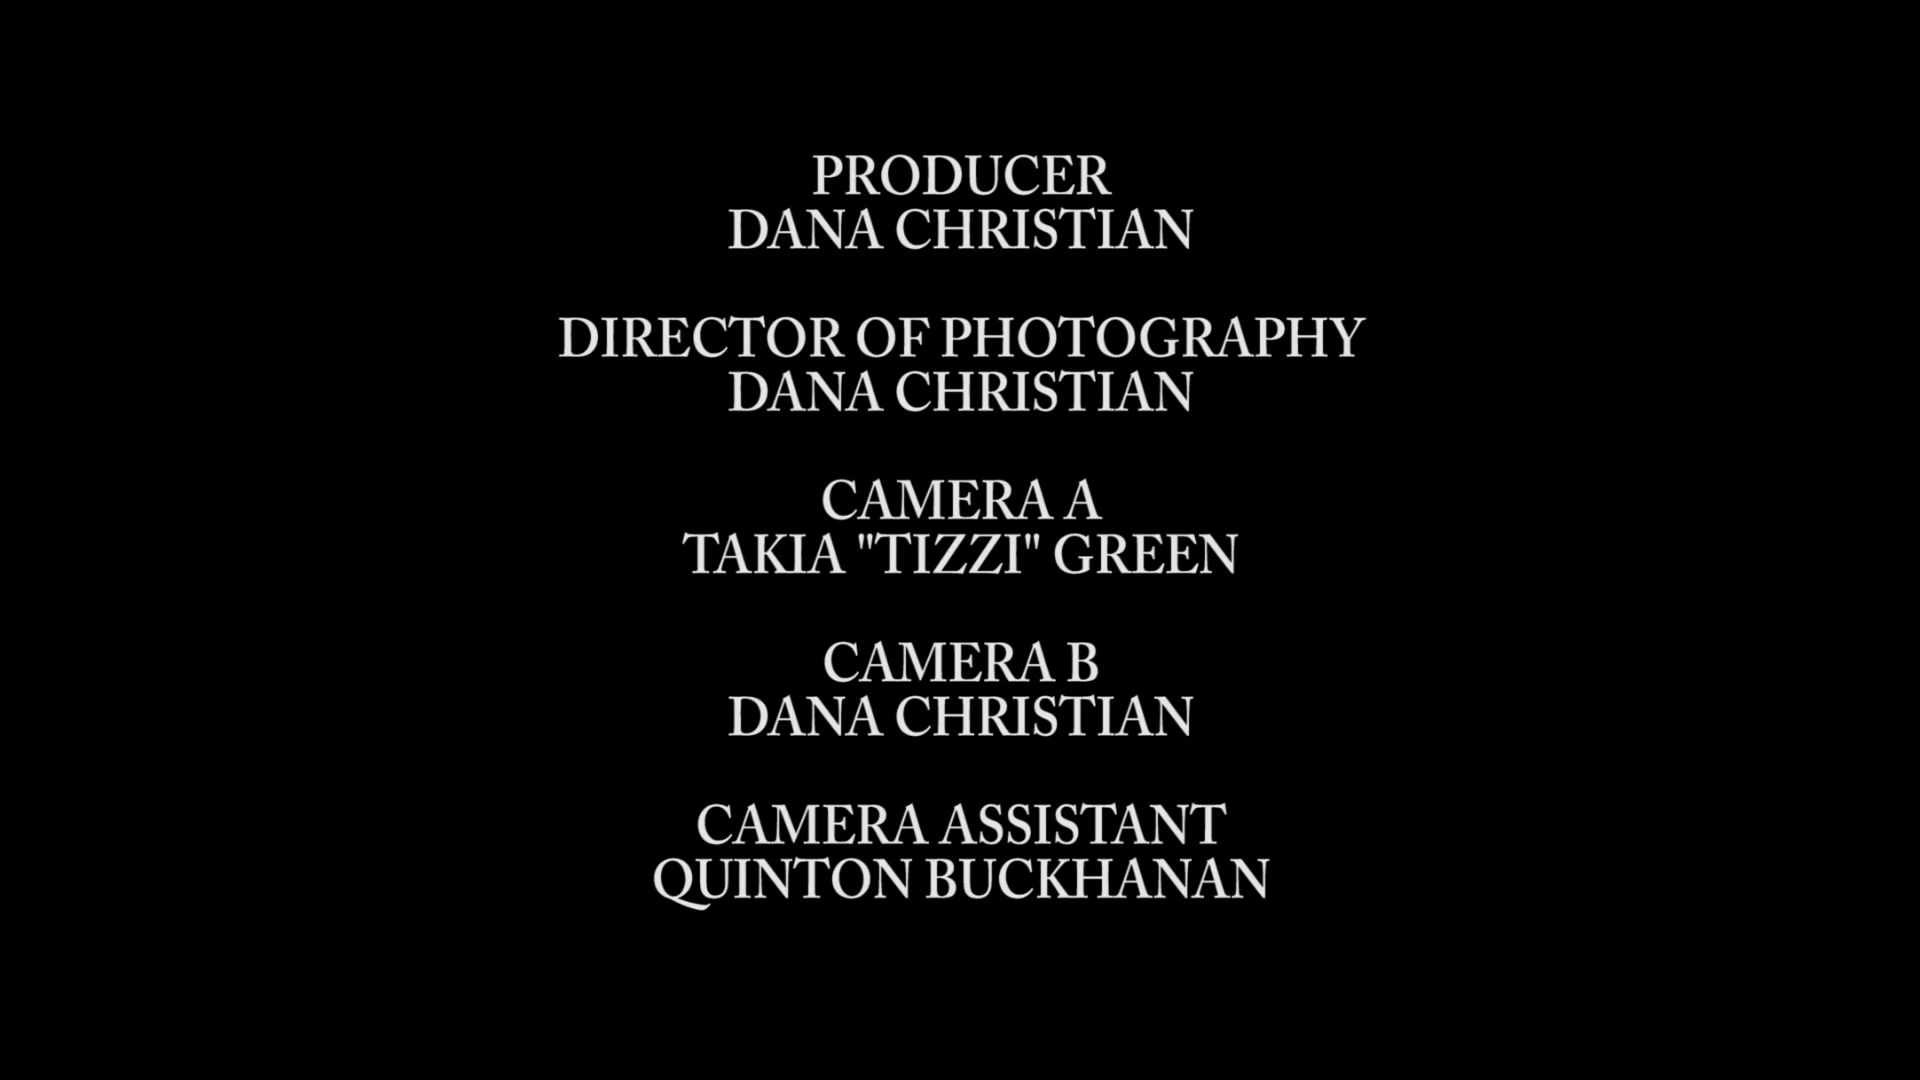 PRODUCER
DANA CHRISTIAN
DIRECTOR OF PHOTOGRAPHY
DANA CHRISTIAN
CAMERA A
TAKIA "TIZZI" GREEN
CAMERA B
DANA CHRISTIAN
CAMERA ASSISTANT
QUINTON BUCKHANAN